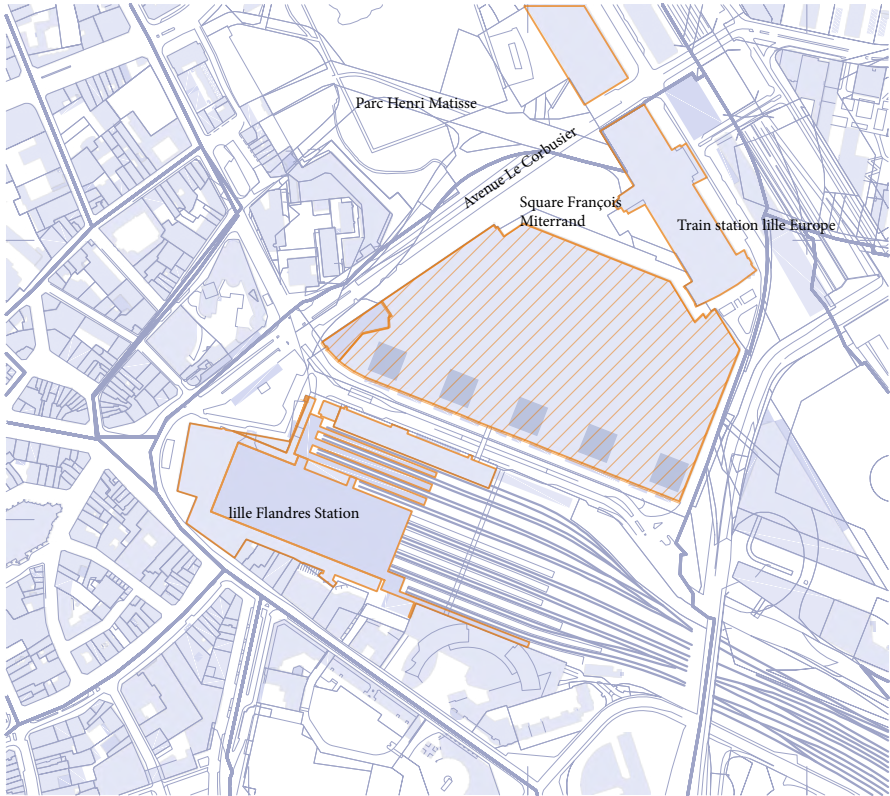 Parc Henri Matisse
Avenue Le Corbusier
Square François
Miterrand
Train station lille Europe
lille Flandres Station